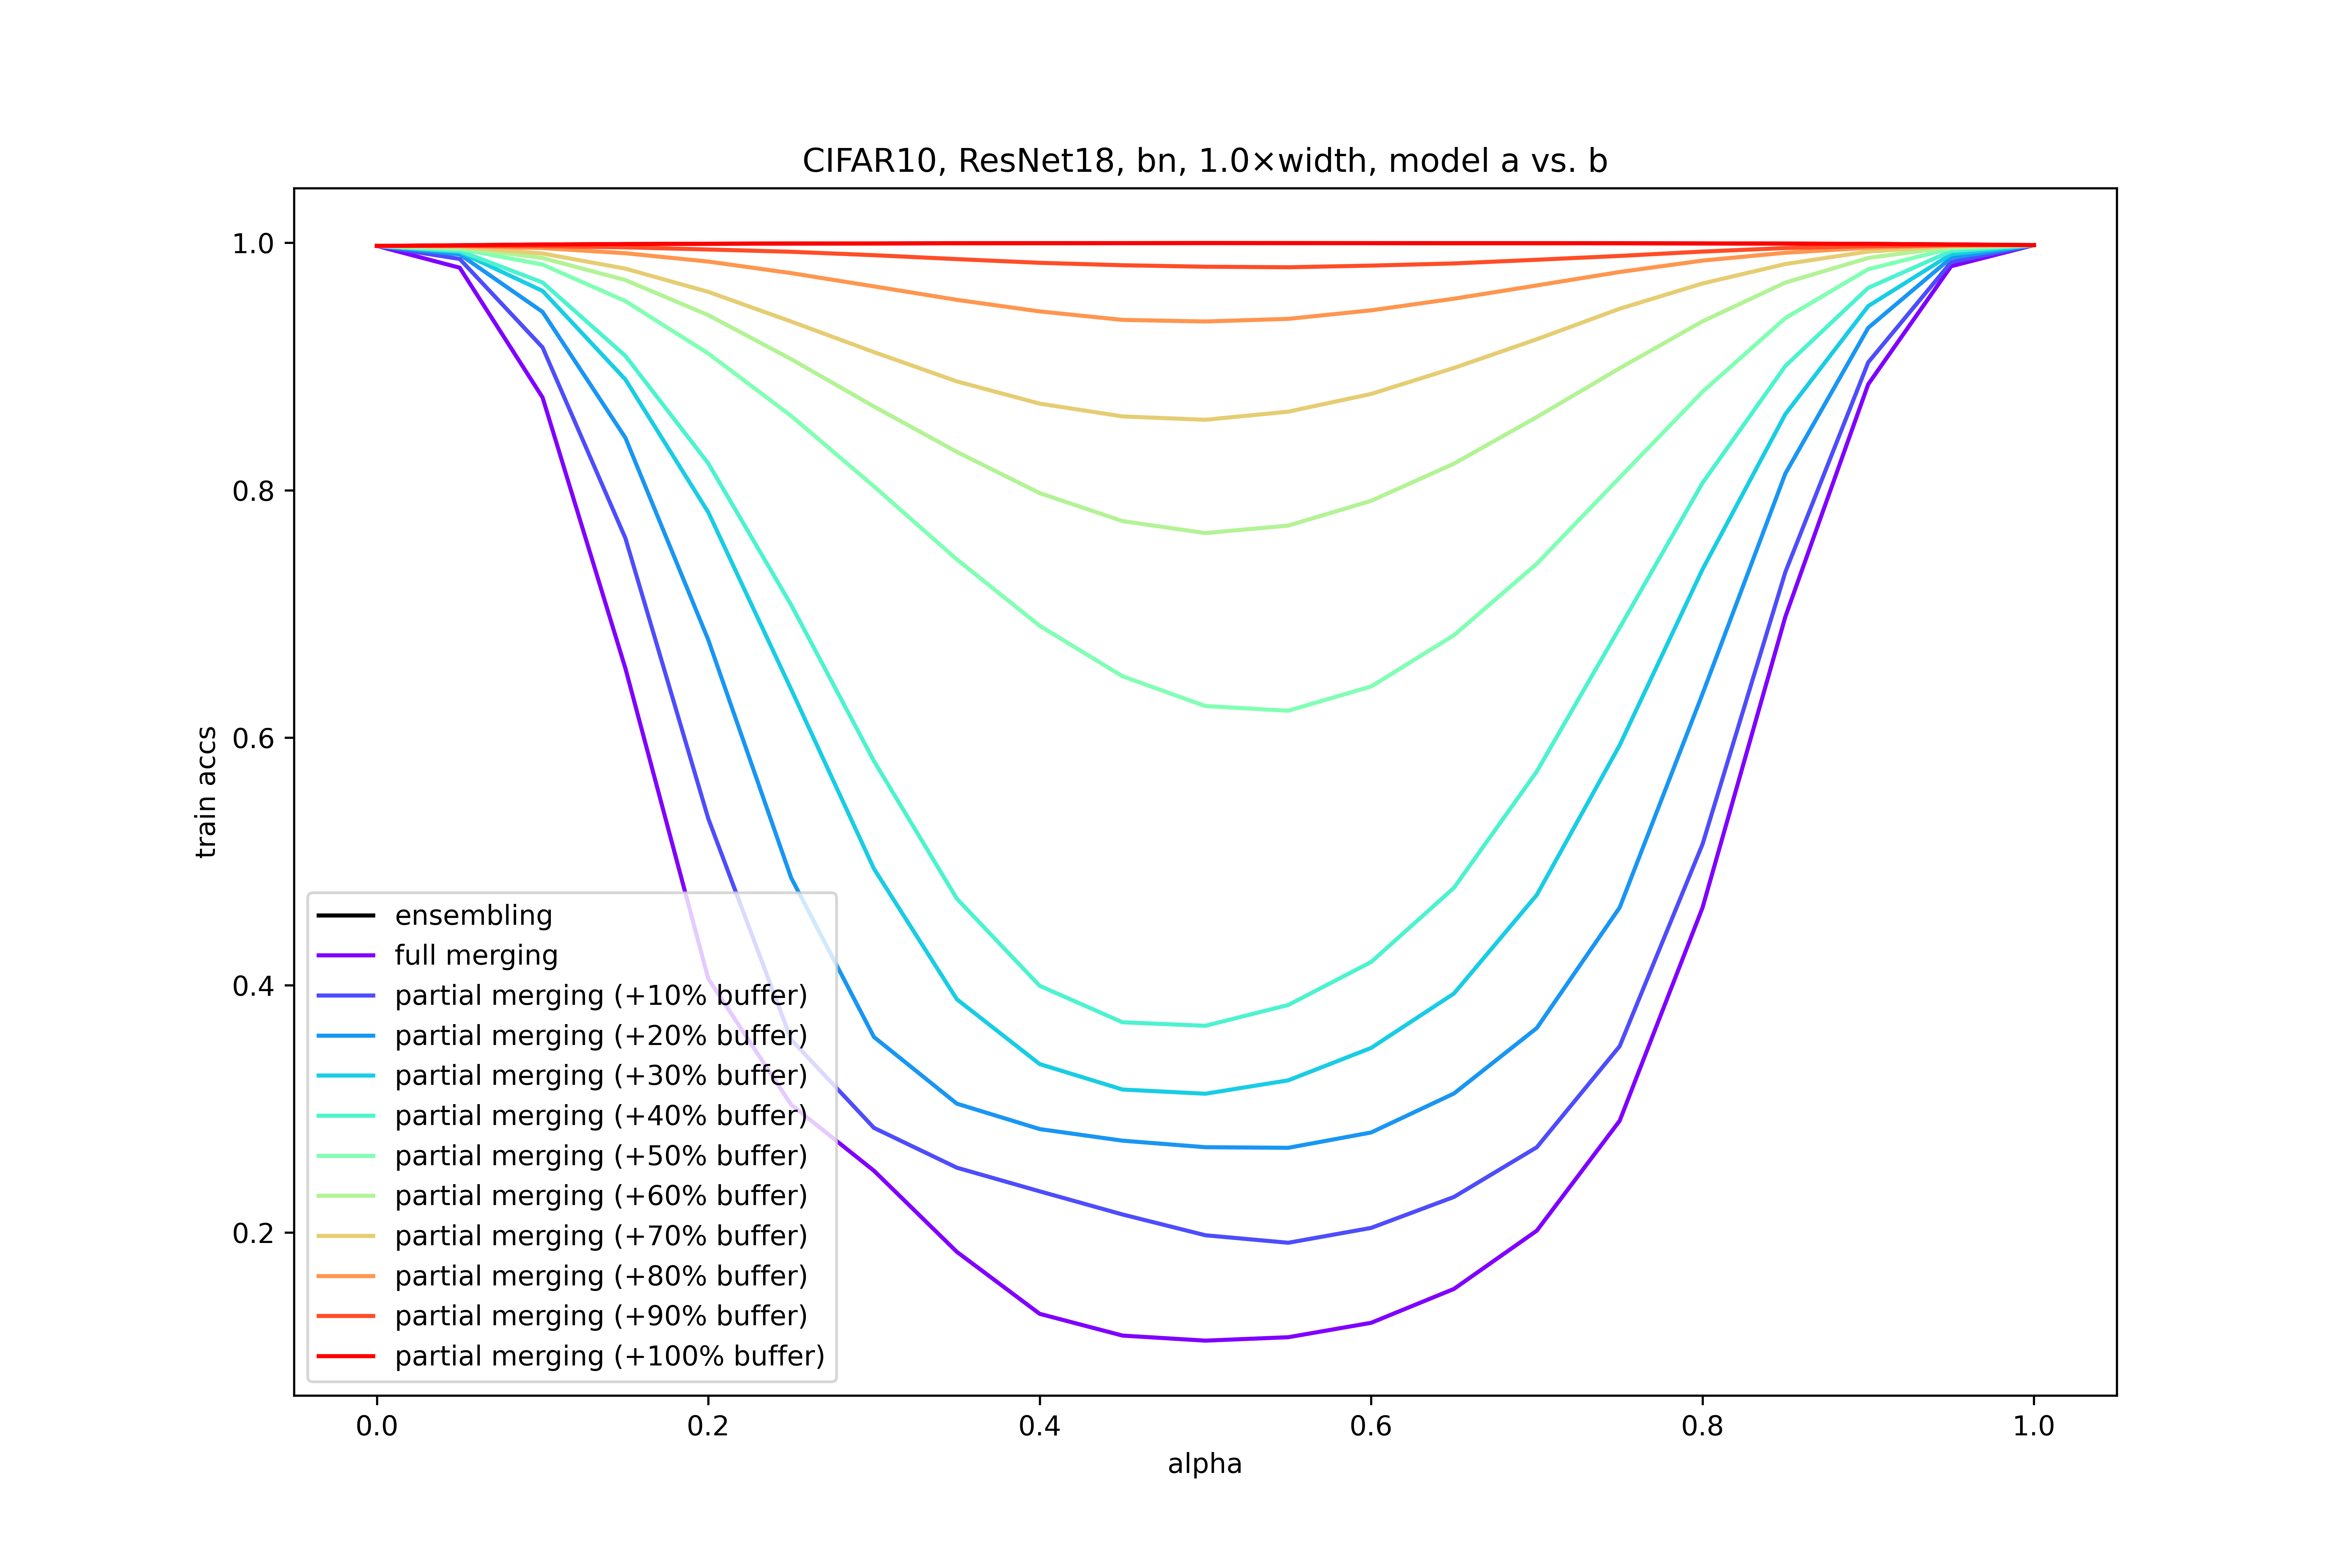 CIFAR10, ResNet18, bn, 1.0×width, model a vs. b
1.0
0.8
0.6
0.4
0.2
train accs
ensembling
full merging
partial merging (+10% buffer)
partial merging (+20% buffer)
partial merging (+30% buffer)
partial merging (+40% buffer)
partial merging (+50% buffer)
partial merging (+60% buffer)
partial merging (+70% buffer)
partial merging (+80% buffer)
partial merging (+90% buffer)
partial merging (+100% buffer)
0.0 0.2 0.4 0.6 0.8 1.0
alpha